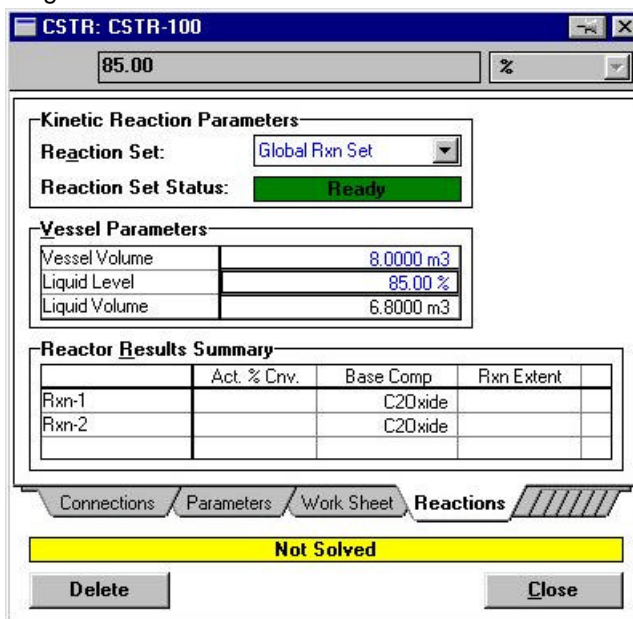 CSTR: CSTR-100
85.00 %
Kinetic Reaction Parameters
Reaction Set: Global Rxn Set
Reaction Set Status: Ready
Vessel Parameters
Vessel Volume 8.0000 m3
Liquid Level 85.00 %
Liquid Volume 6.8000 m3
Reactor Results Summary
Act. % Cnv. Base Comp Rxn Extent
Rxn-1 C2Oxide
Rxn-2 C2Oxide
Connections Parameters Work Sheet Reactions
Not Solved
Delete Close